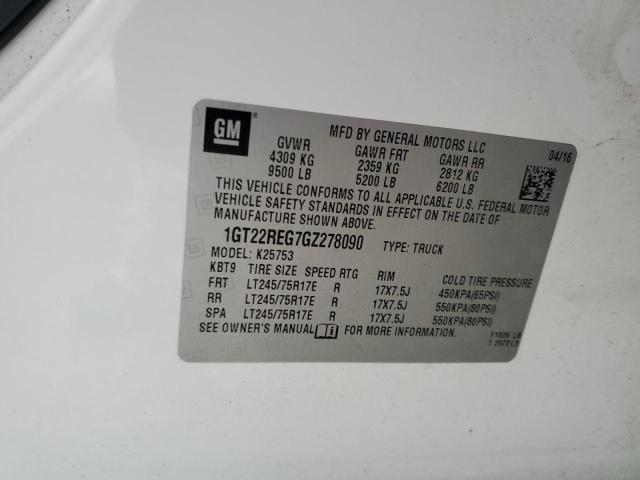 GM
MFD BY GENERAL MOTORS LLC
04/16
GVWR GAWR FRT GAWR RR
4309 KG 2359 KG 2812 KG
9500 LB 5200 LB 6200 LB
THIS VEHICLE CONFORMS TO ALL APPLICABLE U.S. FEDERAL MOTOR
VEHICLE SAFETY STANDARDS IN EFFECT ON THE DATE OF
MANUFACTURE SHOWN ABOVE.
1GT22REG7GZ278090 TYPE: TRUCK
MODEL: K25753
KBT9 TIRE SIZE SPEED RTG RIM COLD TIRE PRESSURE
FRT LT245/75R17E R 17X7.5J 450KPA(65PSI)
RR LT245/75R17E R 17X7.5J 550KPA(80PSI)
SPA LT245/75R17E R 17X7.5J 550KPA(80PSI)
SEE OWNER'S MANUAL FOR MORE INFORMATION.